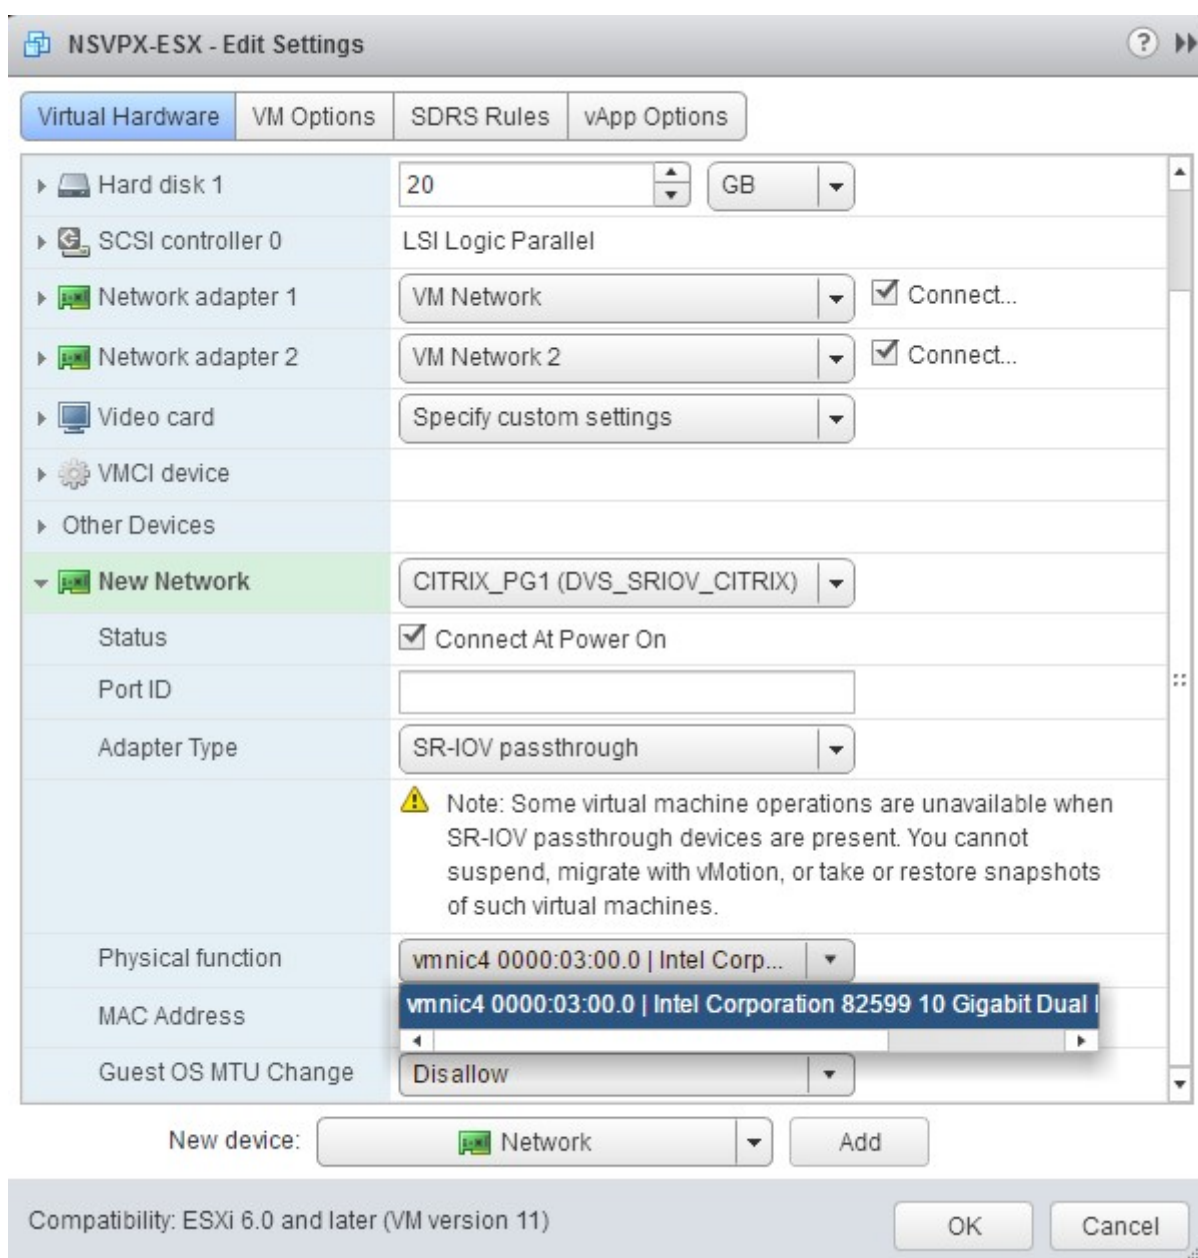 NSVPX-ESX - Edit Settings
Virtual Hardware VM Options SDRS Rules vApp Options
Hard disk 1 20 GB
SCSI controller 0 LSI Logic Parallel
Network adapter 1 VM Network Connect...
Network adapter 2 VM Network 2 Connect...
Video card Specify custom settings
VMCI device
Other Devices
New Network CITRIX_PG1 (DVS_SRIOV_CITRIX)
Status Connect At Power On
Port ID
Adapter Type SR-IOV passthrough
Note: Some virtual machine operations are unavailable when
SR-IOV passthrough devices are present. You cannot
suspend, migrate with vMotion, or take or restore snapshots
of such virtual machines.
Physical function vmnic4 0000:03:00.0 | Intel Corp...
vmnic4 0000:03:00.0 | Intel Corporation 82599 10 Gigabit Dual
MAC Address
Guest OS MTU Change Disallow
New device: Network Add
Compatibility: ESXi 6.0 and later (VM version 11) OK Cancel